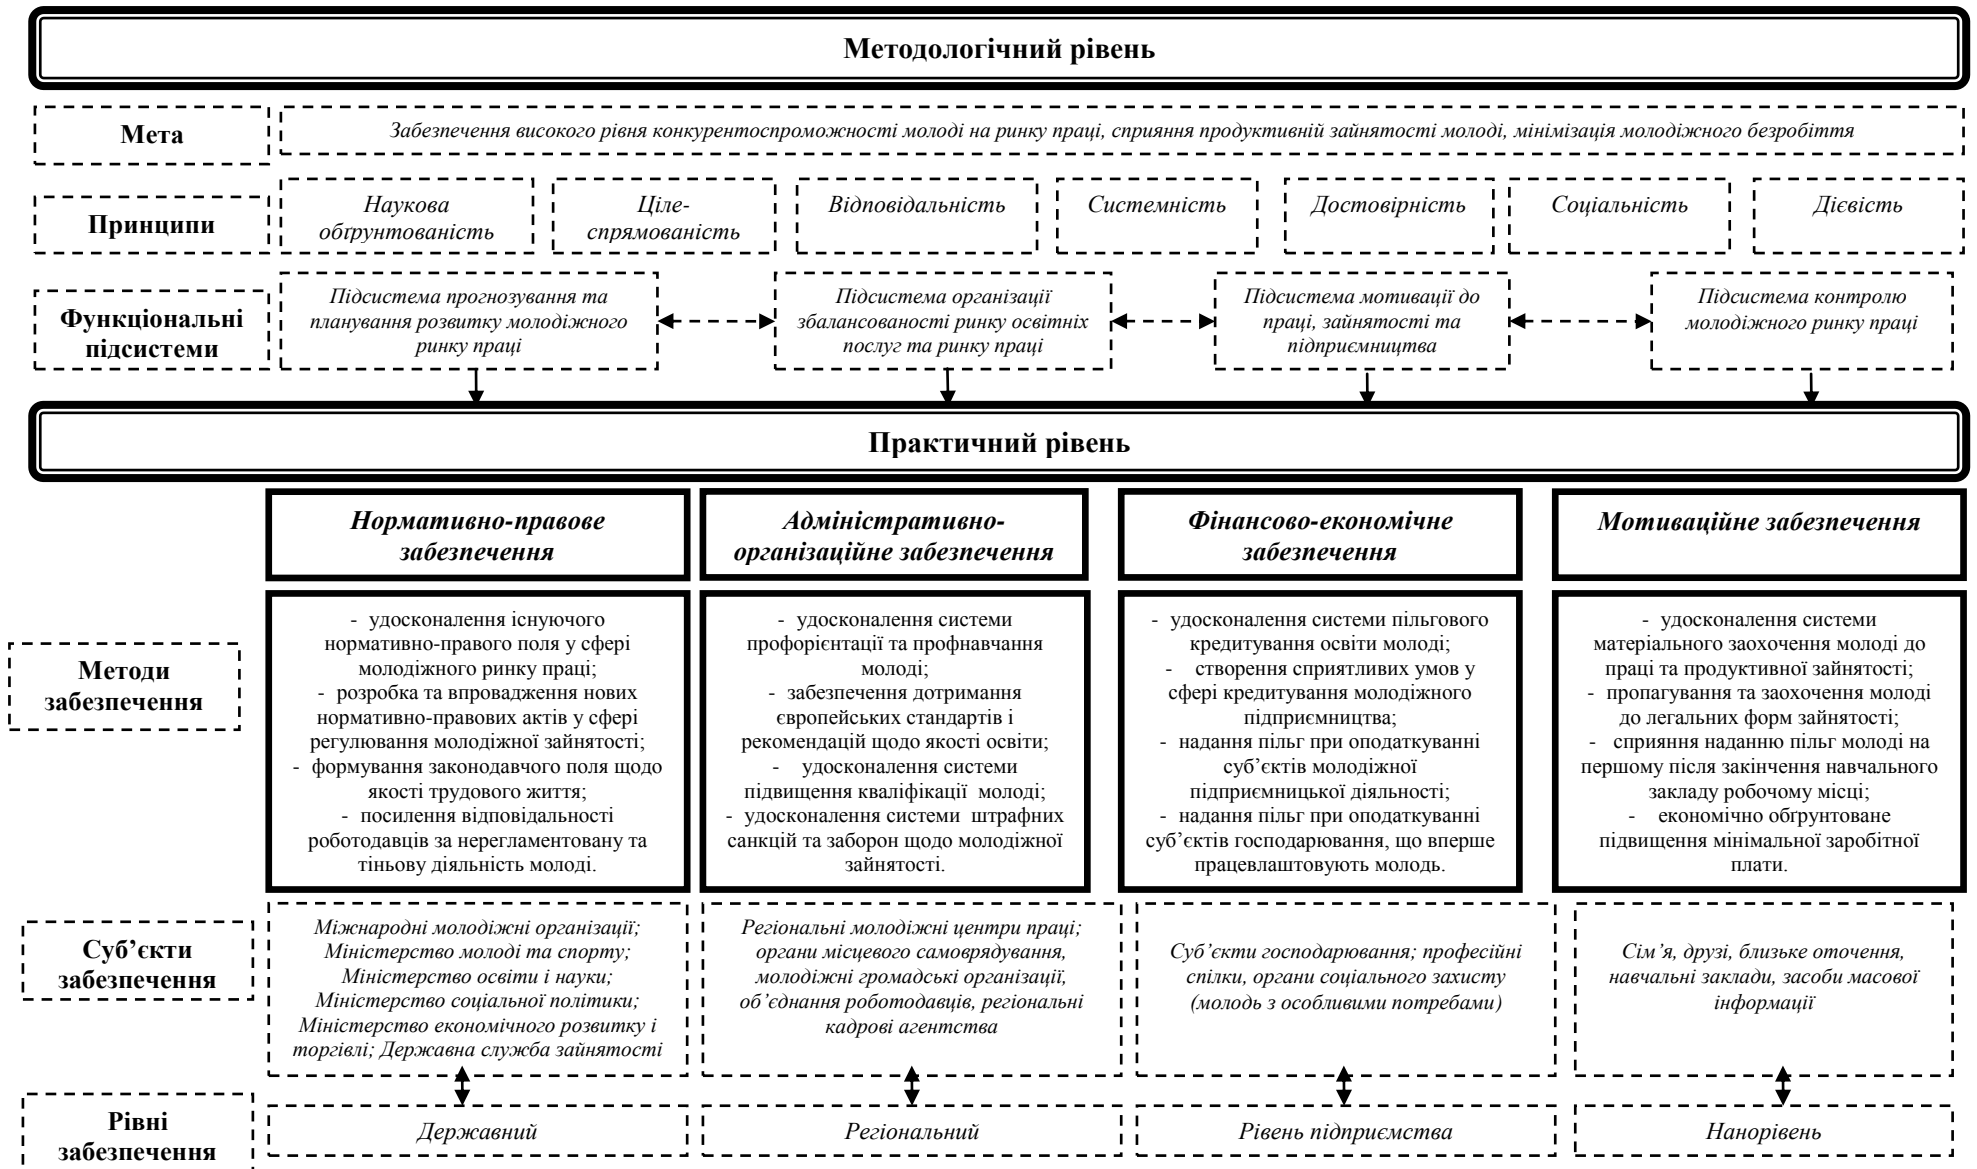 Методологічний рівень
Мета
Забезпечення високого рівня конкурентоспроможності молоді на ринку праці, сприяння продуктивній зайнятості молоді, мінімізація молодіжного безробіття
Принципи
Наукова
обґрунтованість
Ціле-
спрямованість
Відповідальність
Системність
Достовірність
Соціальність
Дієвість
Функціональні
підсистеми
Підсистема прогнозування та
планування розвитку молодіжного
ринку праці
Підсистема організації
збалансованості ринку освітніх
послуг та ринку праці
Підсистема мотивації до
праці, зайнятості та
підприємництва
Підсистема контролю
молодіжного ринку праці
Практичний рівень
Нормативно-правове
забезпечення
Адміністративно-
організаційне забезпечення
Фінансово-економічне
забезпечення
Мотиваційне забезпечення
Методи
забезпечення
- удосконалення існуючого
нормативно-правого поля у сфері
молодіжного ринку праці;
- розробка та впровадження нових
нормативно-правових актів у сфері
регулювання молодіжної зайнятості;
- формування законодавчого поля щодо
якості трудового життя;
- посилення відповідальності
роботодавців за нерегламентовану та
тіньову діяльність молоді.
- удосконалення системи
профорієнтації та профнавчання
молоді;
- забезпечення дотримання
європейських стандартів і
рекомендацій щодо якості освіти;
- удосконалення системи
підвищення кваліфікації молоді;
- удосконалення системи штрафних
санкцій та заборон щодо молодіжної
зайнятості.
- удосконалення системи пільгового
кредитування освіти молоді;
- створення сприятливих умов у
сфері кредитування молодіжного
підприємництва;
- надання пільг при оподаткуванні
суб’єктів молодіжної
підприємницької діяльності;
- надання пільг при оподаткуванні
суб’єктів господарювання, що вперше
працевлаштовують молодь.
- удосконалення системи
матеріального заохочення молоді до
праці та продуктивної зайнятості;
- пропагування та заохочення молоді
до легальних форм зайнятості;
- сприяння наданню пільг молоді на
першому після закінчення навчального
закладу робочому місці;
- економічно обґрунтоване
підвищення мінімальної заробітної
плати.
Суб’єкти
забезпечення
Міжнародні молодіжні організації;
Міністерство молоді та спорту;
Міністерство освіти і науки;
Міністерство соціальної політики;
Міністерство економічного розвитку і
торгівлі; Державна служба зайнятості
Регіональні молодіжні центри праці;
органи місцевого самоврядування,
молодіжні громадські організації,
об’єднання роботодавців, регіональні
кадрові агентства
Суб’єкти господарювання; професійні
спілки, органи соціального захисту
(молодь з особливими потребами)
Сім’я, друзі, близьке оточення,
навчальні заклади, засоби масової
інформації
Рівні
забезпечення
Державний
Регіональний
Рівень підприємства
Нанорівень